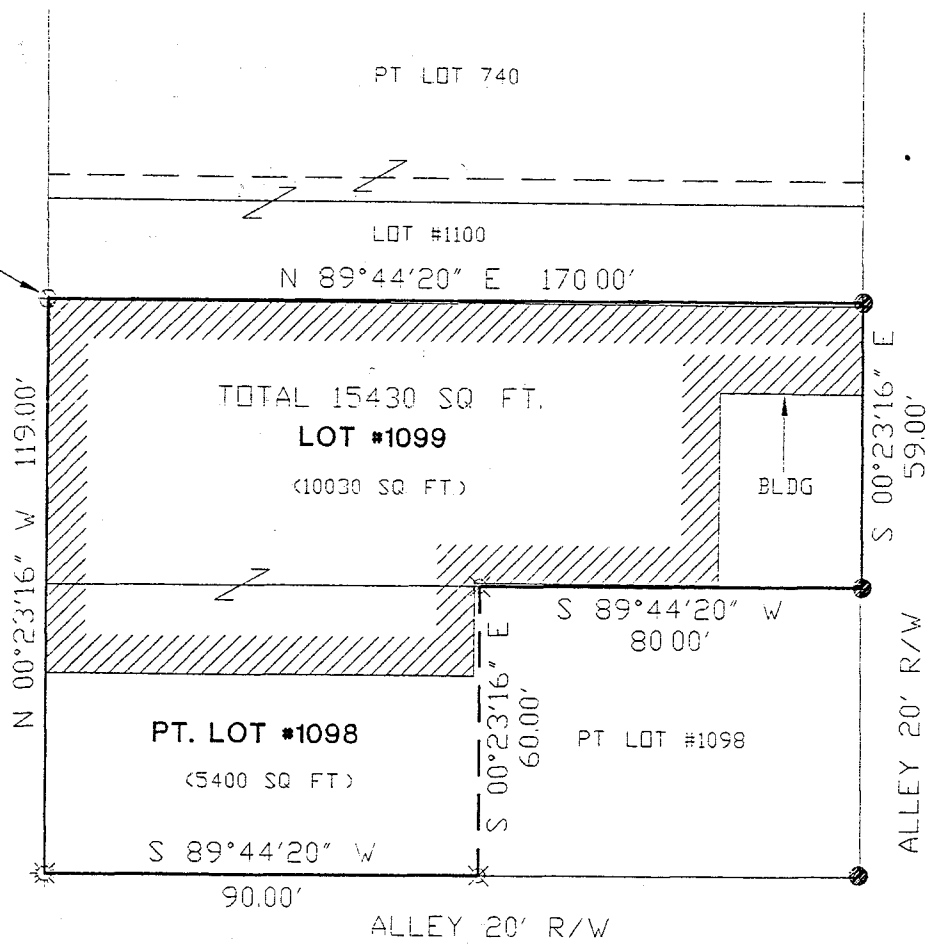 PT LOT 740
LOT #1100
N 89°44'20" E 170 00'
TOTAL 15430 SQ FT.
LOT #1099
(10030 SQ FT.)
BLDG
S 00°23'16" E
59.00'
N 00°23'16" W 119.00'
S 89°44'20" W
80 00'
S 00°23'16" E
60.00'
PT. LOT #1098
(5400 SQ FT)
PT LOT #1098
S 89°44'20" W
90.00'
ALLEY 20' R/W
ALLEY 20' R/W